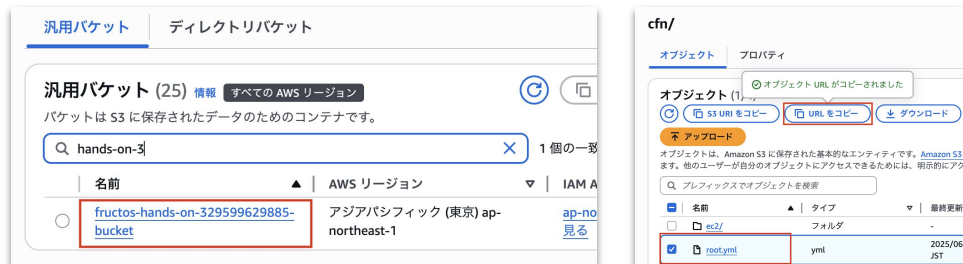 汎用バケット ディレクトリバケット
汎用バケット (25) 情報 すべての AWS リージョン
バケットは S3 に保存されたデータのためのコンテナです。
hands-on-3
1 個の一致
名前 AWS リージョン IAM A
fructos-hands-on-329599629885-
bucket
アジアパシフィック (東京) ap-
northeast-1
ap-no
見る
cfn/
オブジェクト プロパティ
オブジェクト URL がコピーされました
オブジェクト (1/
S3 URI をコピー URL をコピー ダウンロード
アップロード
オブジェクトは、Amazon S3 に保存された基本的なエンティティです。Amazon S3
ます。他のユーザーが自分のオブジェクトにアクセスできるためには、明示的にアク
プレフィックスでオブジェクトを検索
名前 タイプ 最終更新
ec2/ フォルダ -
root.yml yml 2025/06
JST